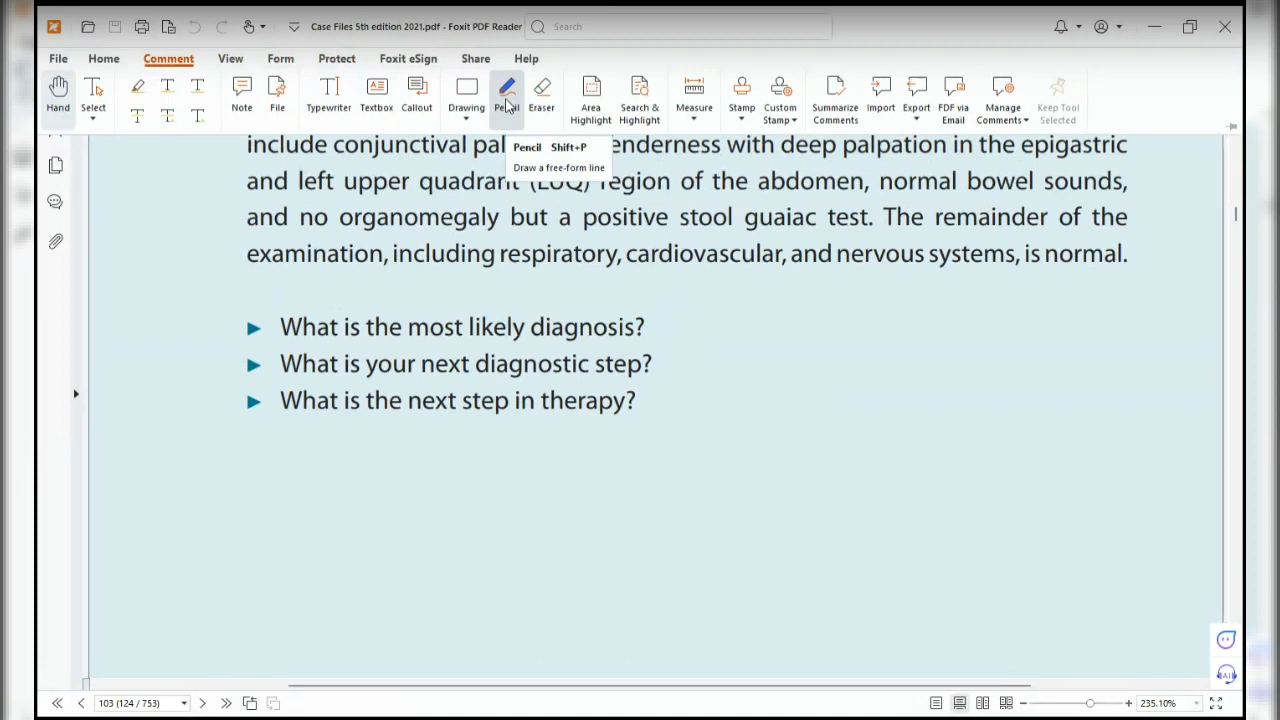 Case Files 5th edition 2021.pdf - Foxit PDF Reader
Search
File Home Comment View Form Protect Foxit eSign Share Help
Hand Select Note File Typewriter Textbox Callout Drawing Pencil Eraser Area Highlight Search & Highlight Measure Stamp Custom Stamp Summarize Comments Import Export FDF via Email Manage Comments Keep Tool Selected
Pencil Shift+P
Draw a free-form line
include conjunctival pal enderness with deep palpation in the epigastric
and left upper quadrant (LUQ) region of the abdomen, normal bowel sounds,
and no organomegaly but a positive stool guaiac test. The remainder of the
examination, including respiratory, cardiovascular, and nervous systems, is normal.
► What is the most likely diagnosis?
► What is your next diagnostic step?
► What is the next step in therapy?
AI
103 (124 / 753)
235.10%